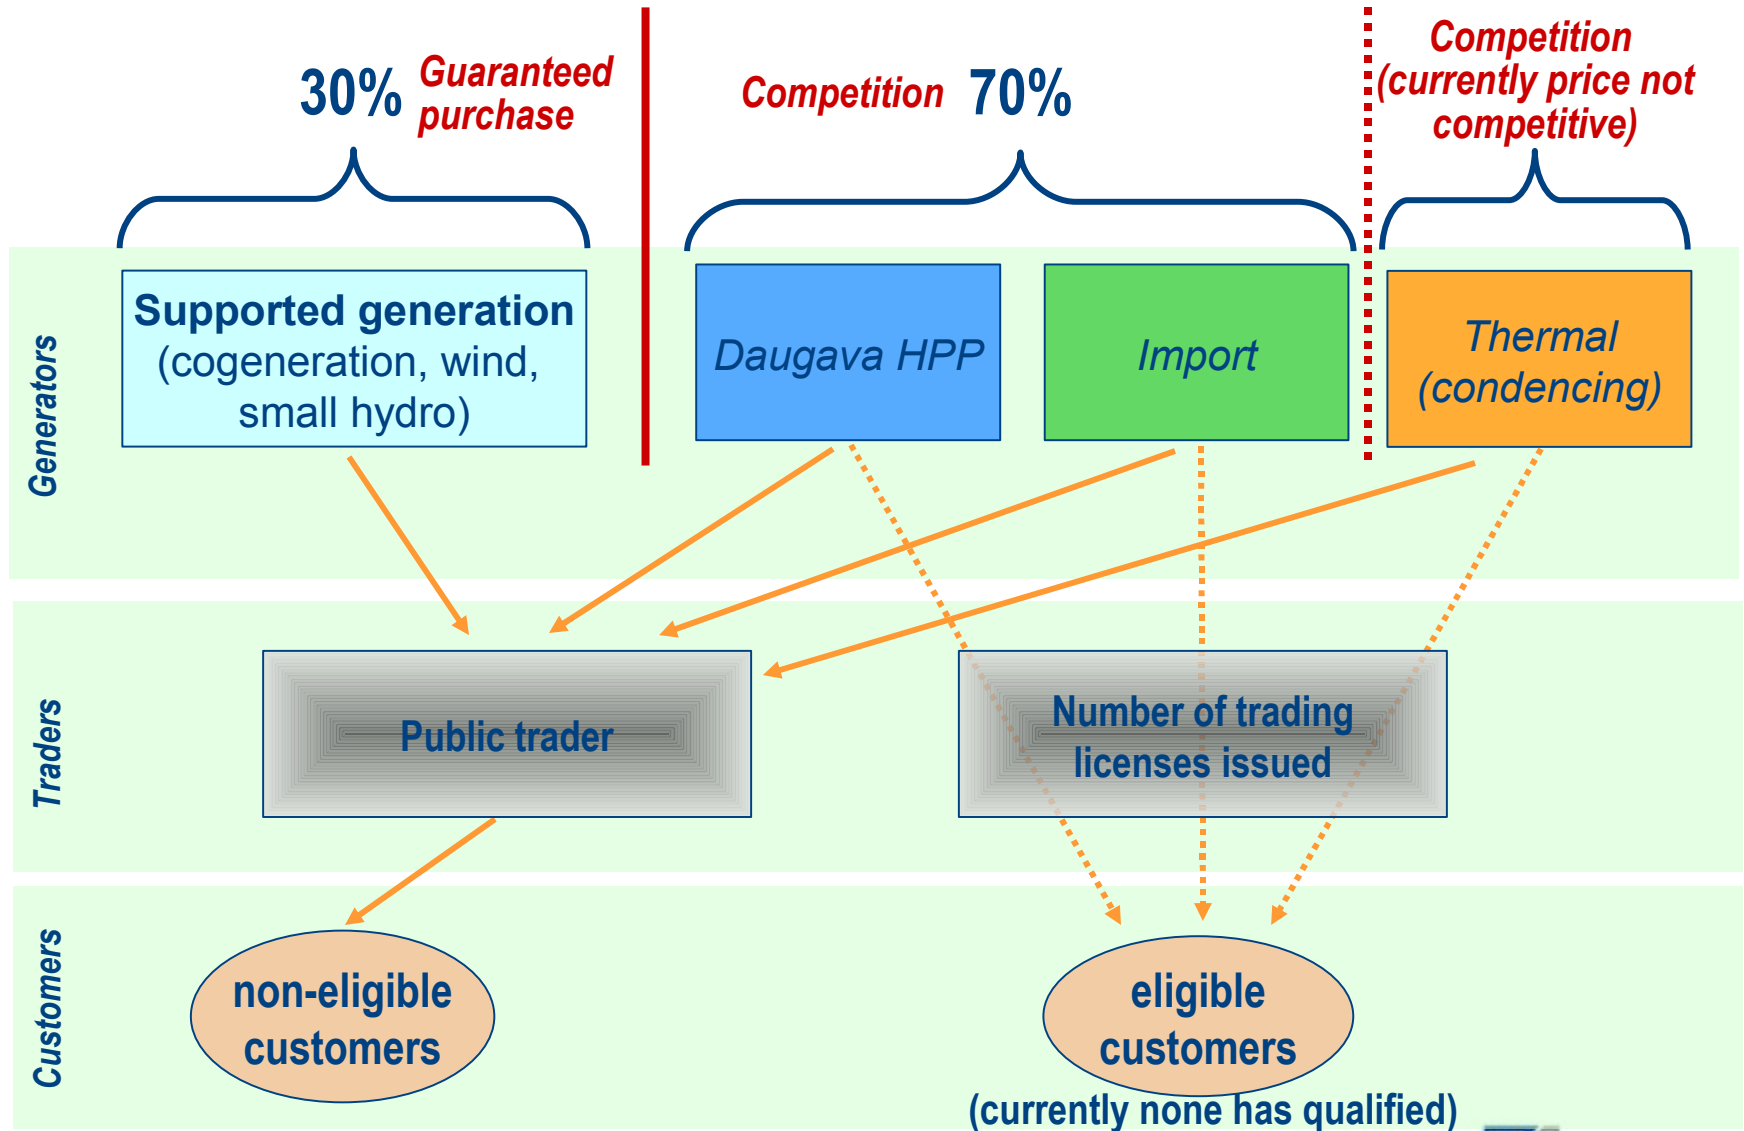 30%
Guaranteed
purchase
Competition 70%
Competition
(currently price not
competitive)
Generators
Supported generation
(cogeneration, wind,
small hydro)
Daugava HPP
Import
Thermal
(condencing)
Traders
Public trader
Number of trading
licenses issued
Customers
non-eligible
customers
eligible
customers
(currently none has qualified)